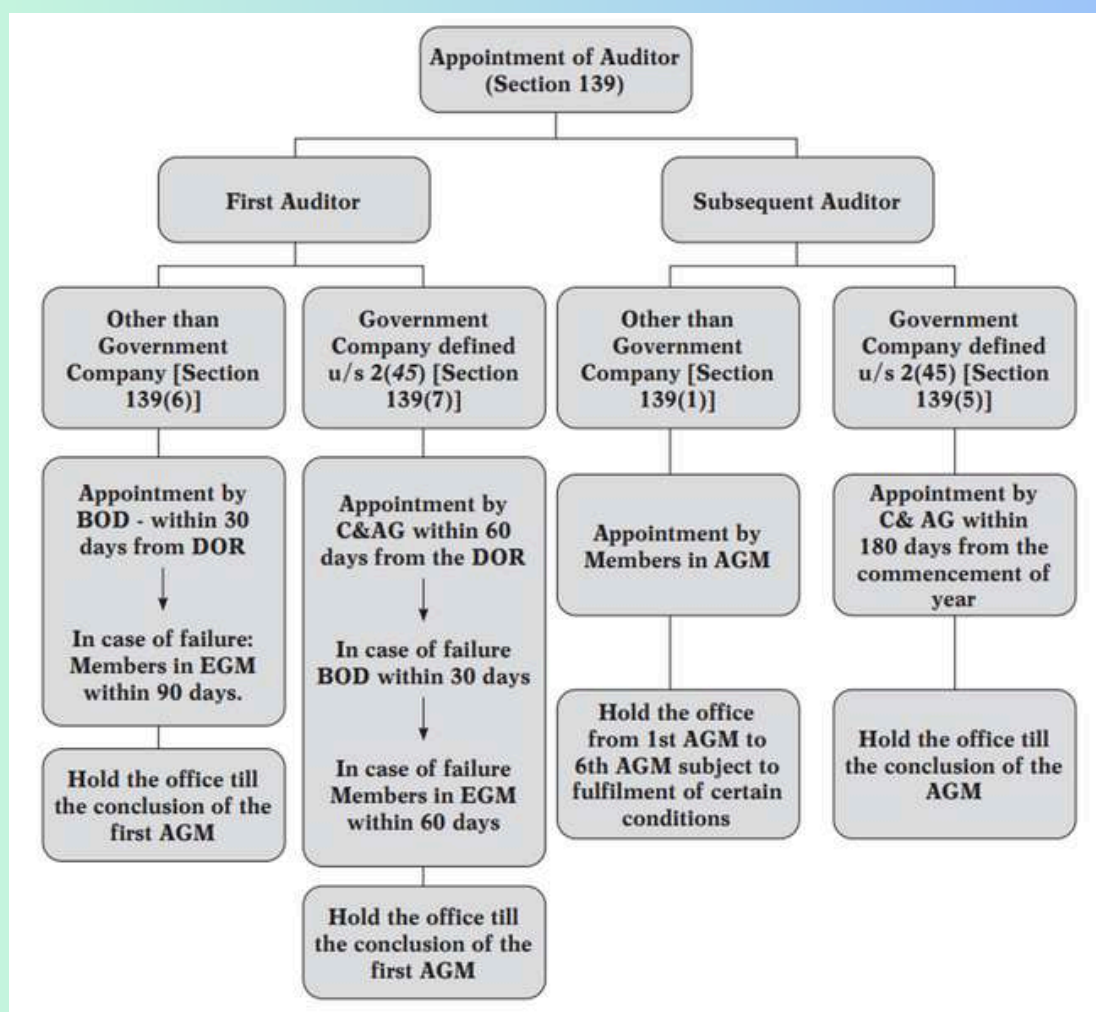 Appointment of Auditor
(Section 139)
First Auditor
Subsequent Auditor
Other than
Government
Company [Section
139(6)]
Government
Company defined
u/s 2(45) [Section
139(7)]
Other than
Government
Company [Section
139(1)]
Government
Company defined
u/s 2(45) [Section
139(5)]
Appointment by
BOD - within 30
days from DOR
In case of failure:
Members in EGM
within 90 days.
Hold the office till
the conclusion of the
first AGM
Appointment by
C&AG within 60
days from the DOR
In case of failure
BOD within 30 days
In case of failure
Members in EGM
within 60 days
Hold the office till
the conclusion of the
first AGM
Appointment by
Members in AGM
Hold the office
from 1st AGM to
6th AGM subject to
fulfilment of certain
conditions
Appointment by
C& AG within
180 days from the
commencement of
year
Hold the office till
the conclusion of the
AGM